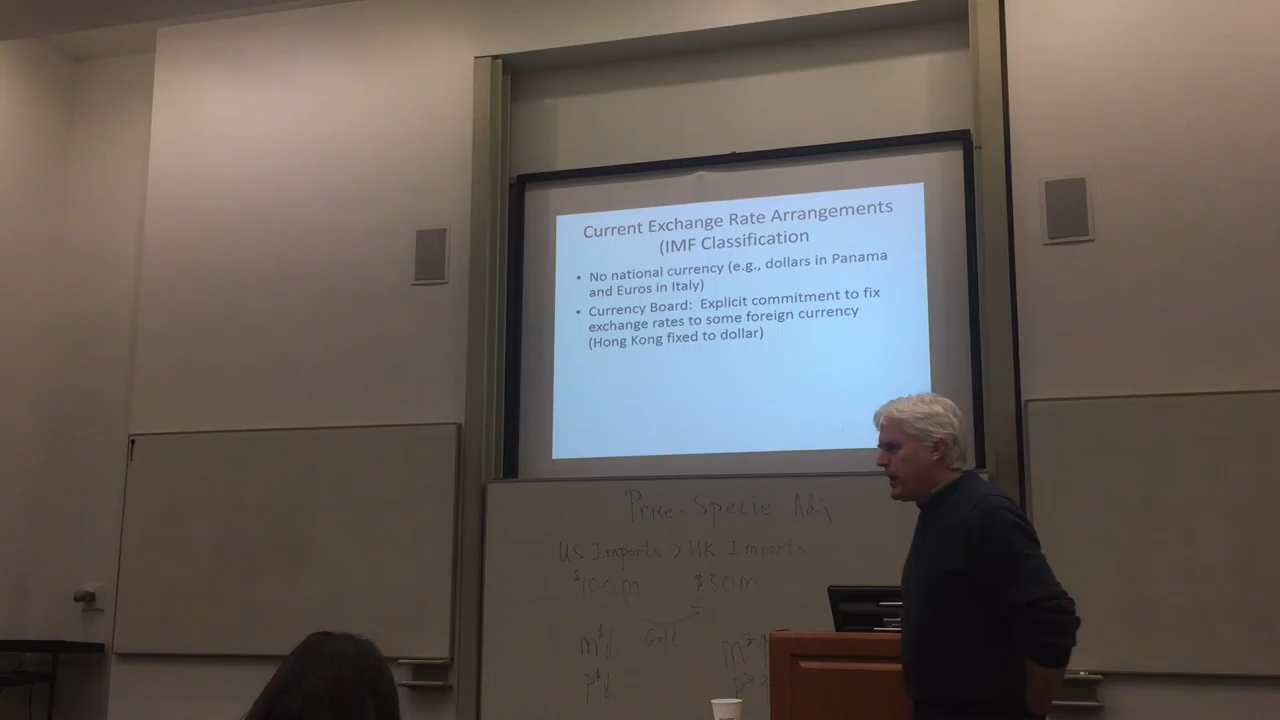 Current Exchange Rate Arrangements
(IMF Classification
• No national currency (e.g., dollars in Panama
and Euros in Italy)
• Currency Board: Explicit commitment to fix
exchange rates to some foreign currency
(Hong Kong fixed to dollar)
Price-Specie Adj
US Imports > UK Imports
$100m $50m
Gold
m$↓
p$↓